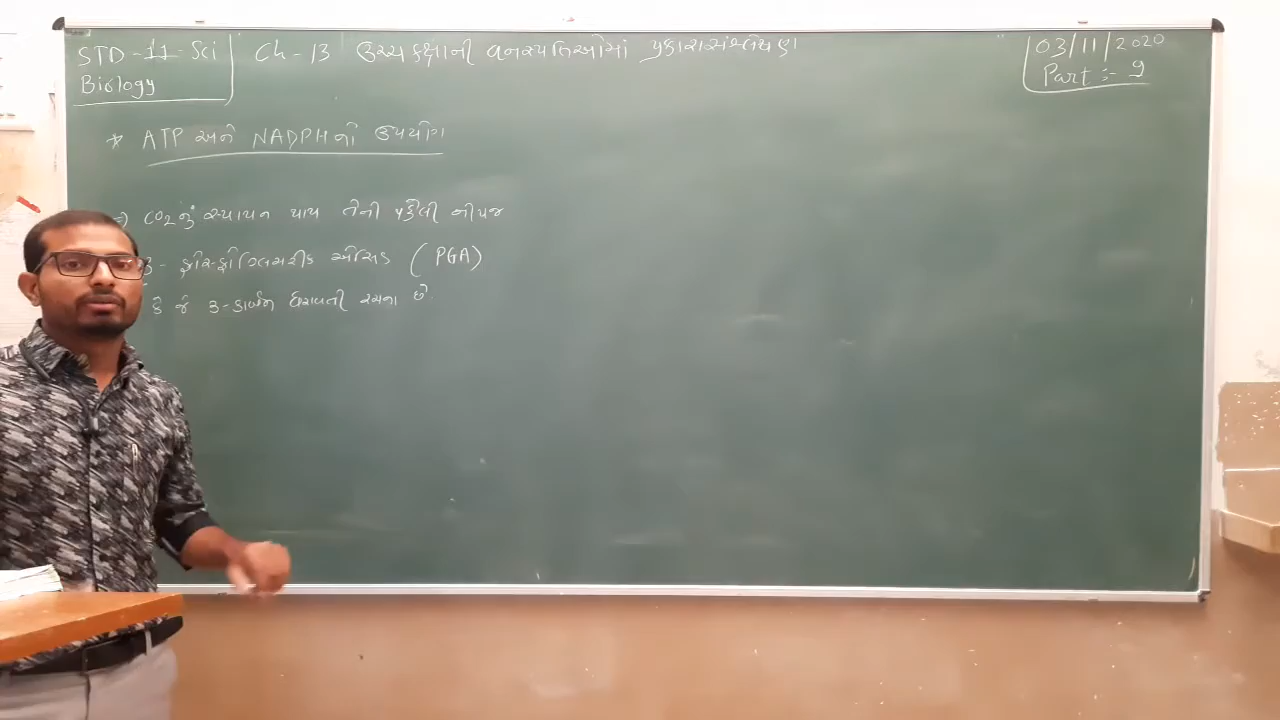 STD-11-Sci
Biology
Ch-13 ઉચ્ચ કક્ષાની વનસ્પતિઓમાં પ્રકાશસંશ્લેષણ
03/11/2020
Part :- 9
* ATP અને NADPHનો ઉપયોગ
→ CO2નું સ્થાપન થાય તેની પહેલી નીપજ
3- ફોસ્ફોગ્લિસરીક એસિડ (PGA)
છે જે 3-કાર્બન ધરાવતી રચના છે.